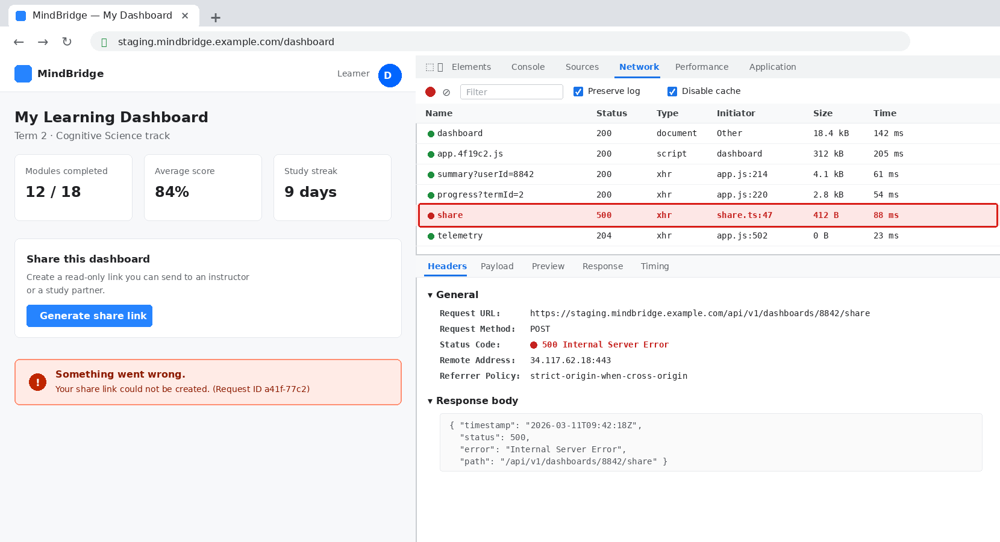 MindBridge — My Dashboard × +
← → ↻ staging.mindbridge.example.com/dashboard
MindBridge Learner D
My Learning Dashboard
Term 2 · Cognitive Science track
Modules completed Average score Study streak
12 / 18 84% 9 days
Share this dashboard
Create a read-only link you can send to an instructor
or a study partner.
Generate share link
! Something went wrong.
Your share link could not be created. (Request ID a41f-77c2)
Elements Console Sources Network Performance Application
Filter Preserve log Disable cache
Name Status Type Initiator Size Time
dashboard 200 document Other 18.4 kB 142 ms
app.4f19c2.js 200 script dashboard 312 kB 205 ms
summary?userId=8842 200 xhr app.js:214 4.1 kB 61 ms
progress?termId=2 200 xhr app.js:220 2.8 kB 54 ms
share 500 xhr share.ts:47 412 B 88 ms
telemetry 204 xhr app.js:502 0 B 23 ms
Headers Payload Preview Response Timing
▾ General
Request URL: https://staging.mindbridge.example.com/api/v1/dashboards/8842/share
Request Method: POST
Status Code: 500 Internal Server Error
Remote Address: 34.117.62.18:443
Referrer Policy: strict-origin-when-cross-origin
▾ Response body
{ "timestamp": "2026-03-11T09:42:18Z",
"status": 500,
"error": "Internal Server Error",
"path": "/api/v1/dashboards/8842/share" }